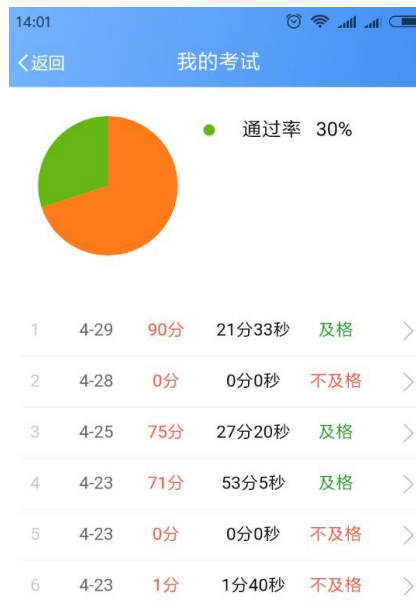 14:01
返回 我的考试
通过率 30%
1 4-29 90分 21分33秒 及格
2 4-28 0分 0分0秒 不及格
3 4-25 75分 27分20秒 及格
4 4-23 71分 53分5秒 及格
5 4-23 0分 0分0秒 不及格
6 4-23 1分 1分40秒 不及格